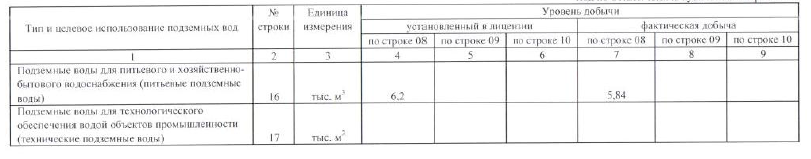 Тип и целевое использование подземных вод
№ строки
Единица измерения
Уровень добычи
установленный в лицензии
фактическая добыча
по строке 08 по строке 09 по строке 10 по строке 08 по строке 09 по строке 10
1 2 3 4 5 6 7 8 9
Подземные воды для питьевого и хозяйственно-
бытового водоснабжения (питьевые подземные
воды) 16 тыс. м³ 6,2 5,84
Подземные воды для технологического
обеспечения водой объектов промышленности
(технические подземные воды) 17 тыс. м³